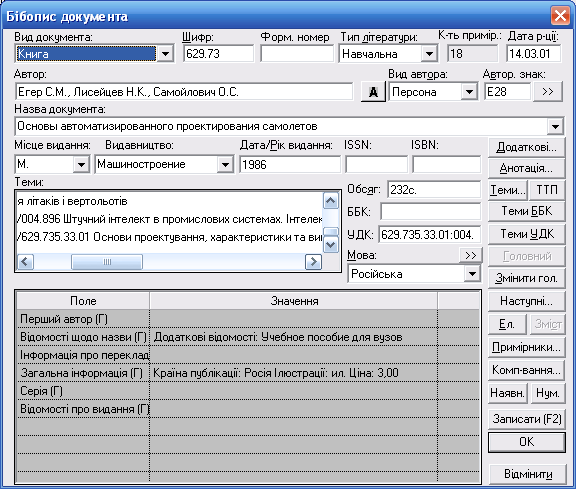 Бібопис документа
Вид документа: Шифр: Форм. номер Тип літератури: К-ть примір.: Дата р-ції:
Книга 629.73 Навчальна 18 14.03.01
Автор: Вид автора: Автор. знак:
Егер С.М., Лисейцев Н.К., Самойлович О.С. А Персона Е28 >>
Назва документа:
Основы автоматизированного проектирования самолетов
Місце видання: Видавництво: Дата/Рік видання: ISSN: ISBN: Додаткові...
М. Машиностроение 1986 Анотація...
Теми: Обсяг: 232с. Теми... ТТП
я літаків і вертольотів
/004.896 Штучний інтелект в промислових системах. Інтелек ББК: Теми ББК
/629.735.33.01 Основи проектування, характеристики та ви УДК: 629.735.33.01:004. Теми УДК
Мова: >> Головний
Російська Змінити гол.
Поле Значення Наступні...
Перший автор (Г) Ел. Зміст
Відомості щодо назви (Г) Додаткові відомості: Учебное пособие для вузов
Інформація про переклад Примірники...
Загальна інформація (Г) Країна публікації: Росія Ілюстрації: ил. Ціна: 3,00 Комп-вання...
Серія (Г) Наявн. Нум.
Відомості про видання (Г)
Записати (F2)
OK
Відмінити